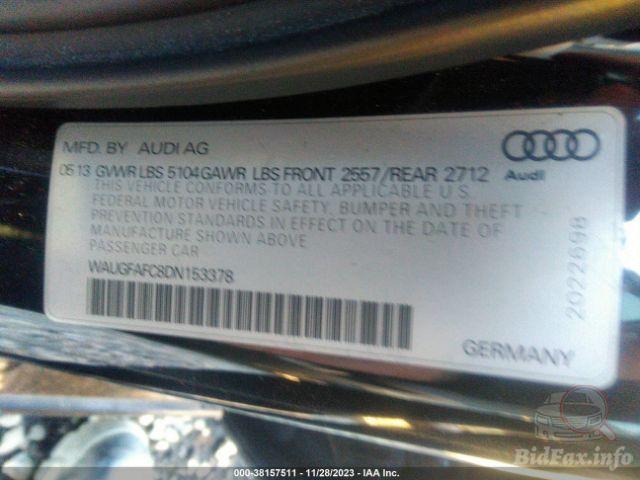 MFD. BY AUDI AG
05 13 GVWR LBS 5104 GAWR LBS FRONT 2557/REAR 2712
THIS VEHICLE CONFORMS TO ALL APPLICABLE U S
FEDERAL MOTOR VEHICLE SAFETY, BUMPER AND THEFT
PREVENTION STANDARDS IN EFFECT ON THE DATE OF
MANUFACTURE SHOWN ABOVE
PASSENGER CAR
WAUGFAFC8DN153378
Audi
2022698
GERMANY
000-38157511 - 11/28/2023 - IAA Inc.
BidFax.info